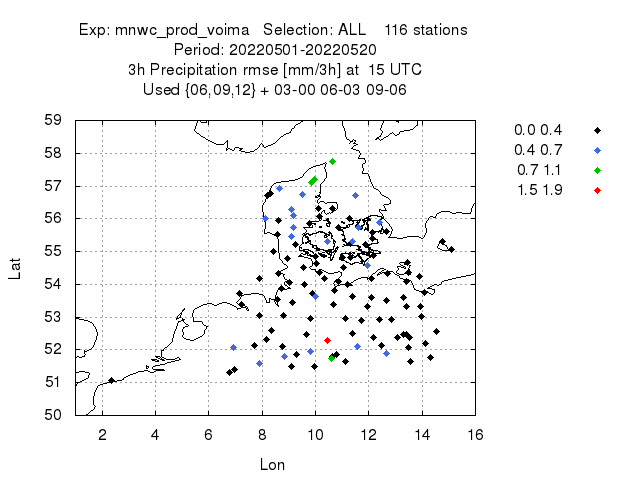 Exp: mnwc_prod_voima   Selection: ALL    116 stations
Period: 20220501-20220520
3h Precipitation rmse [mm/3h] at  15 UTC
Used {06,09,12} + 03-00 06-03 09-06
0.0 0.4
0.4 0.7
0.7 1.1
1.5 1.9
59
58
57
56
55
54
53
52
51
50
Lat
2 4 6 8 10 12 14 16
Lon